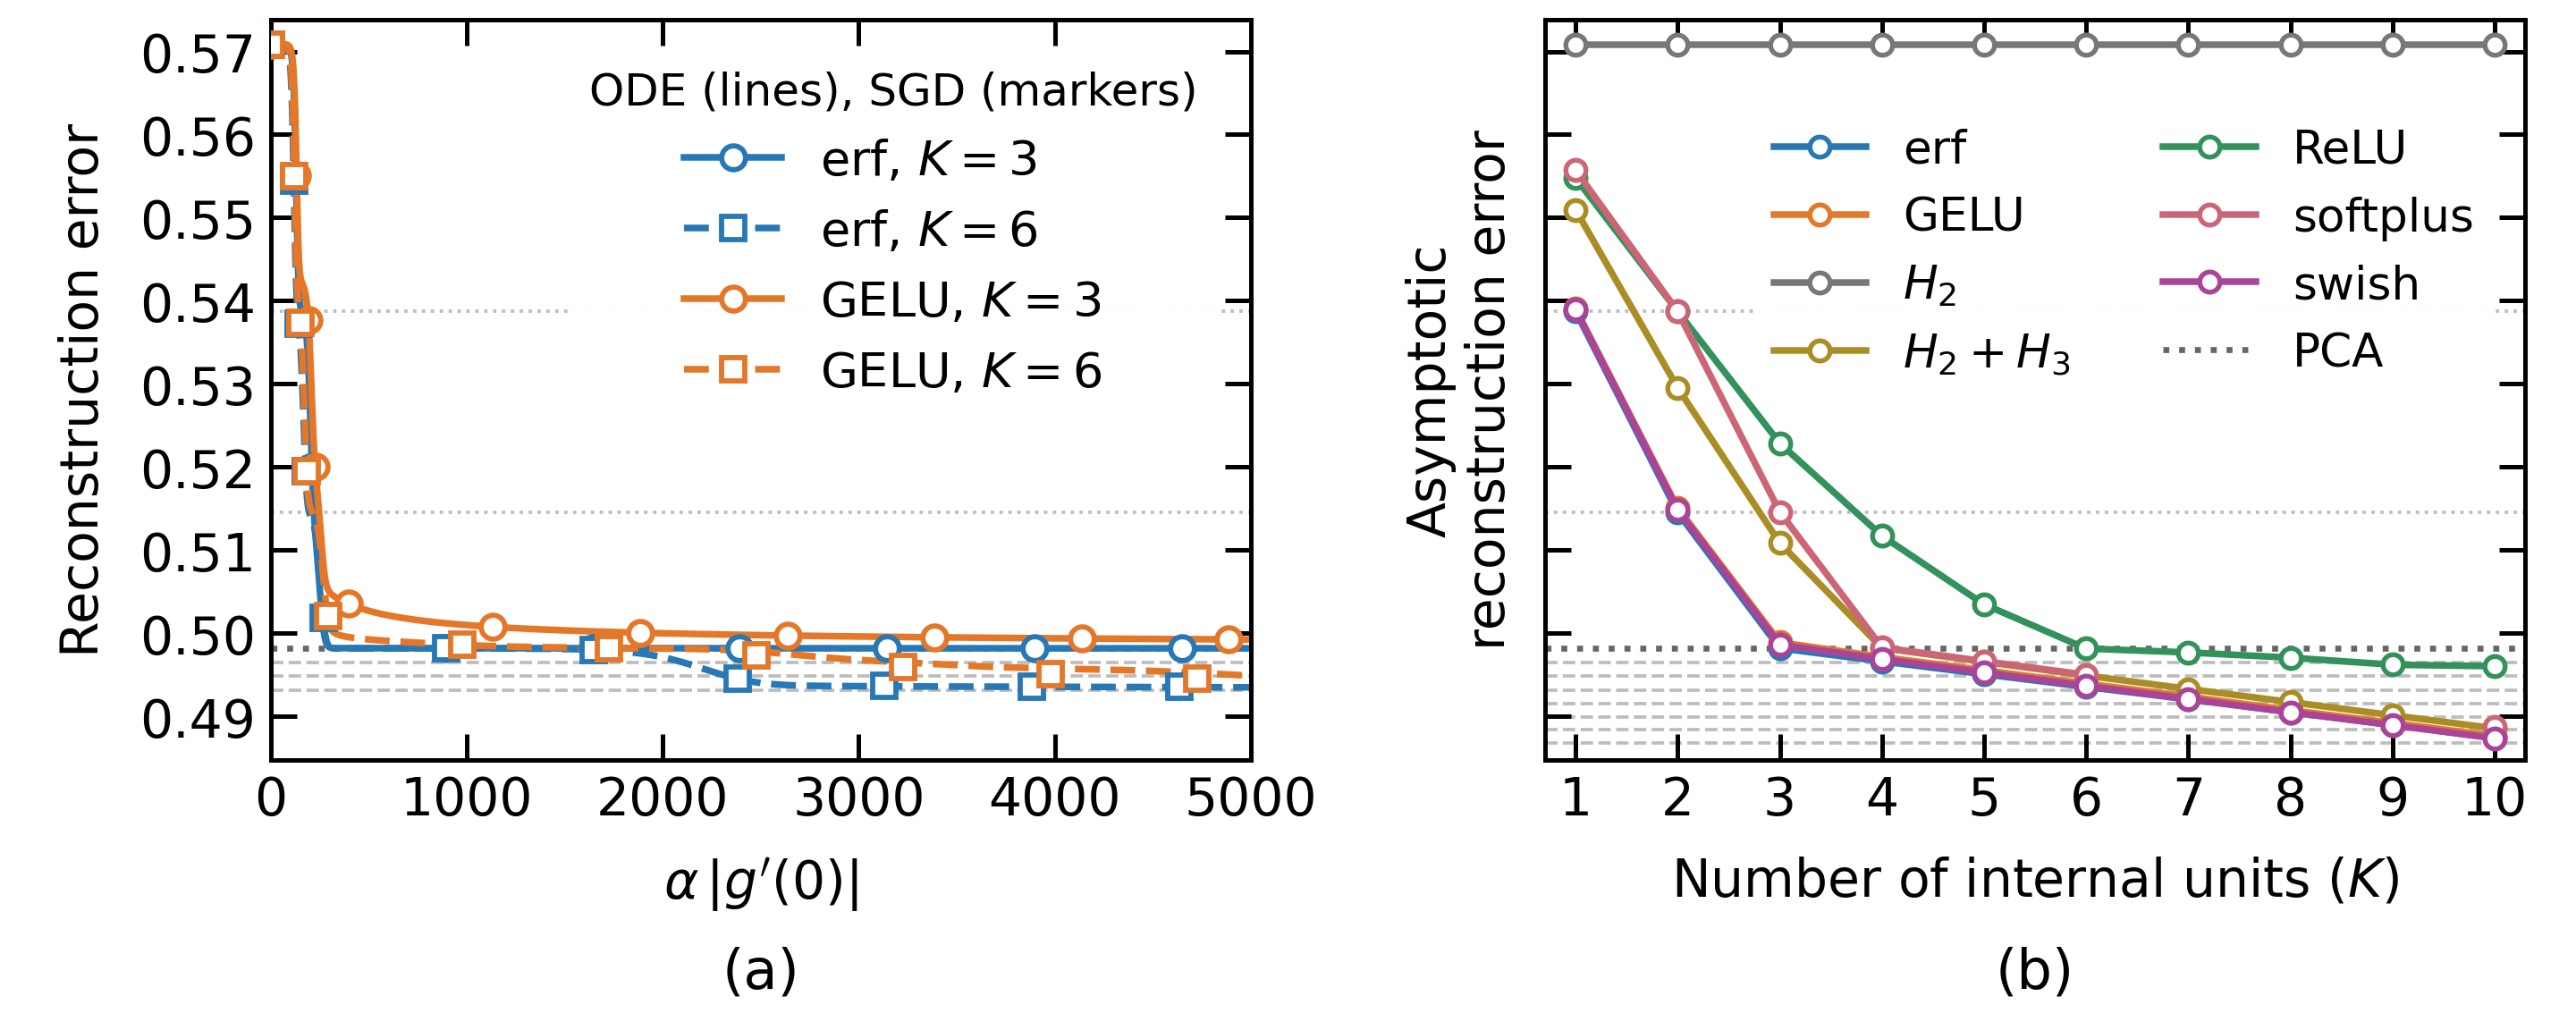 Reconstruction error
0.57
0.56
0.55
0.54
0.53
0.52
0.51
0.50
0.49
ODE (lines), SGD (markers)
erf, K = 3
erf, K = 6
GELU, K = 3
GELU, K = 6
0 1000 2000 3000 4000 5000
α |g′(0)|
(a)
Asymptotic
reconstruction error
erf
GELU
H₂
H₂ + H₃
ReLU
softplus
swish
PCA
1 2 3 4 5 6 7 8 9 10
Number of internal units (K)
(b)